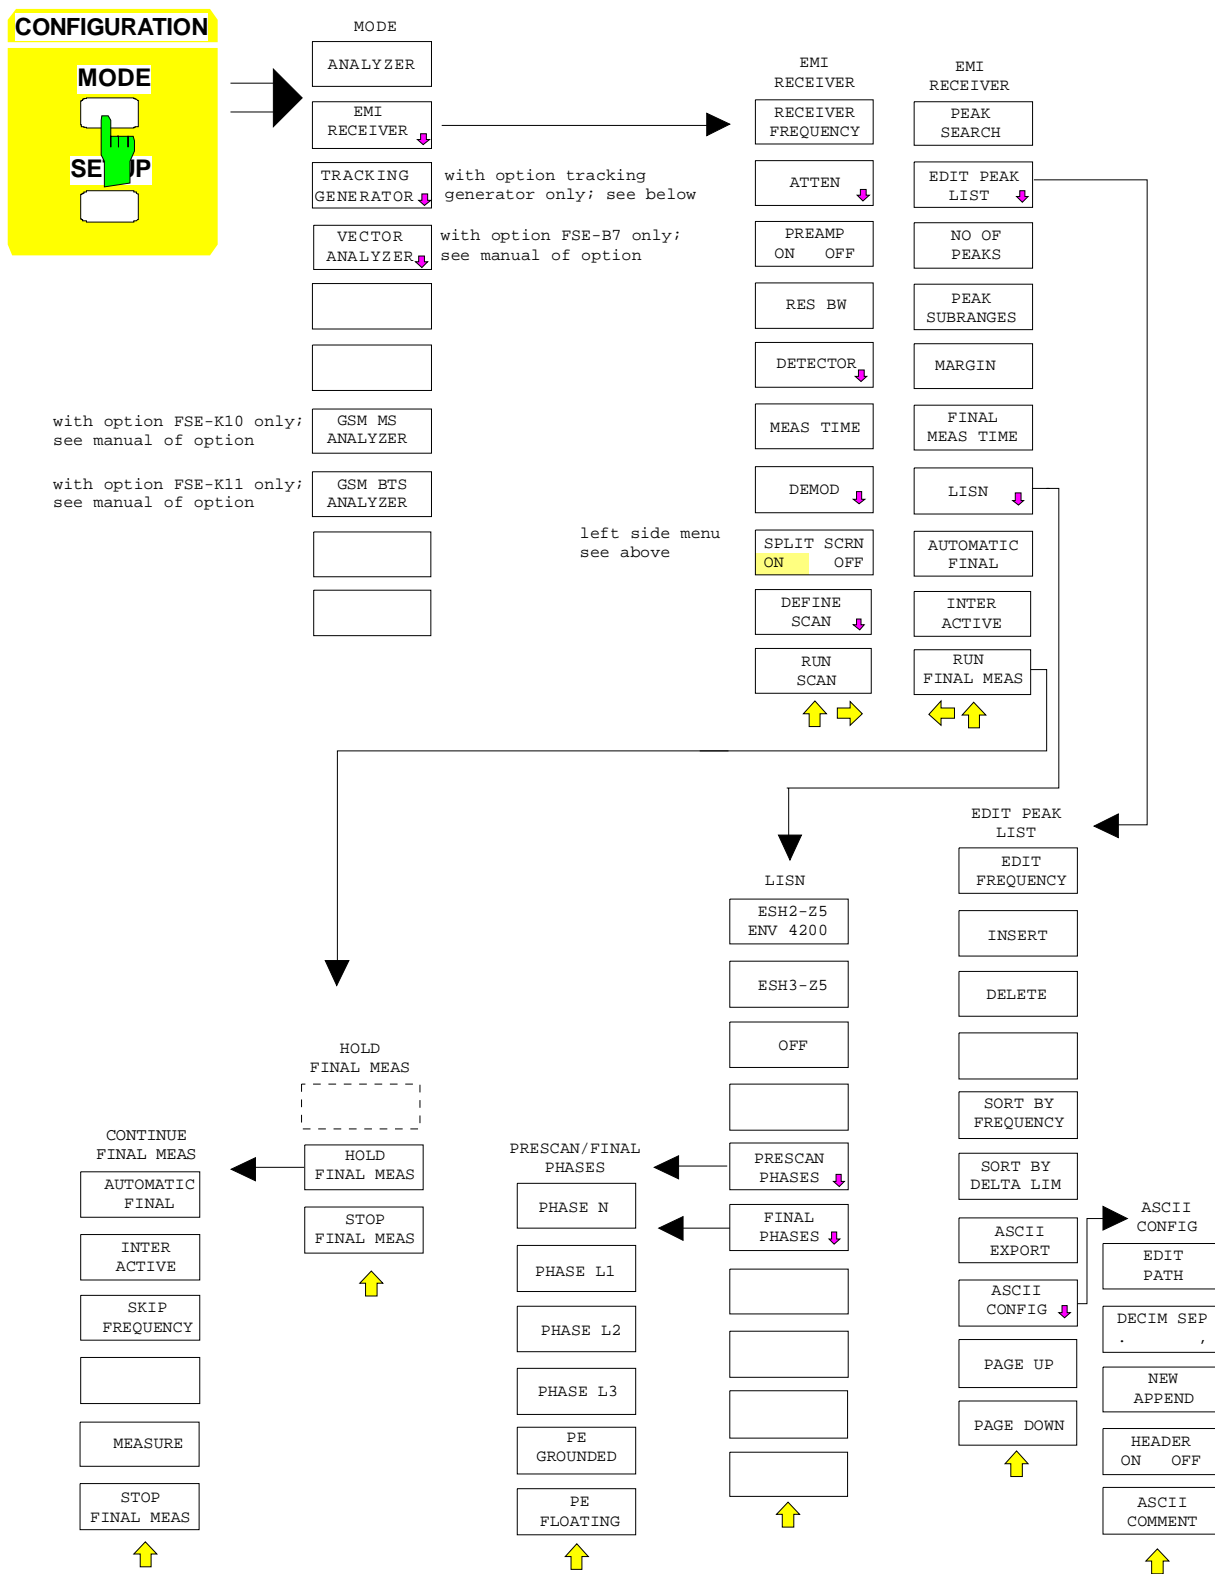 CONFIGURATION
MODE
SETUP
MODE
ANALYZER
EMI
RECEIVER
TRACKING
GENERATOR
with option tracking
generator only; see below
VECTOR
ANALYZER
with option FSE-B7 only;
see manual of option
with option FSE-K10 only;
see manual of option
GSM MS
ANALYZER
with option FSE-K11 only;
see manual of option
GSM BTS
ANALYZER
left side menu
see above
EMI
RECEIVER
RECEIVER
FREQUENCY
ATTEN
PREAMP
ON OFF
RES BW
DETECTOR
MEAS TIME
DEMOD
SPLIT SCRN
ON OFF
DEFINE
SCAN
RUN
SCAN
EMI
RECEIVER
PEAK
SEARCH
EDIT PEAK
LIST
NO OF
PEAKS
PEAK
SUBRANGES
MARGIN
FINAL
MEAS TIME
LISN
AUTOMATIC
FINAL
INTER
ACTIVE
RUN
FINAL MEAS
CONTINUE
FINAL MEAS
AUTOMATIC
FINAL
INTER
ACTIVE
SKIP
FREQUENCY
MEASURE
STOP
FINAL MEAS
HOLD
FINAL MEAS
HOLD
FINAL MEAS
STOP
FINAL MEAS
PRESCAN/FINAL
PHASES
PHASE N
PHASE L1
PHASE L2
PHASE L3
PE
GROUNDED
PE
FLOATING
LISN
ESH2-Z5
ENV 4200
ESH3-Z5
OFF
PRESCAN
PHASES
FINAL
PHASES
EDIT PEAK
LIST
EDIT
FREQUENCY
INSERT
DELETE
SORT BY
FREQUENCY
SORT BY
DELTA LIM
ASCII
EXPORT
ASCII
CONFIG
PAGE UP
PAGE DOWN
ASCII
CONFIG
EDIT
PATH
DECIM SEP
. ,
NEW
APPEND
HEADER
ON OFF
ASCII
COMMENT